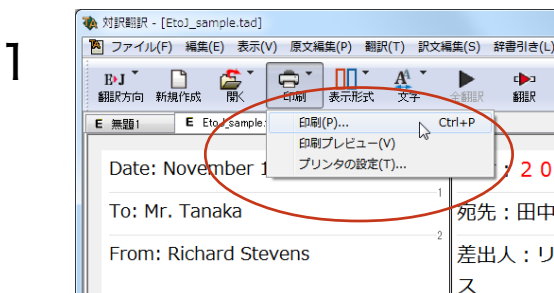 1
対訳翻訳 - [EtoJ_sample.tad]
ファイル(F) 編集(E) 表示(V) 原文編集(P) 翻訳(T) 訳文編集(S) 辞書引き(L)
E▸J
翻訳方向 新規作成 開く 印刷 表示形式 文字 全翻訳 翻訳
E 無題1 E EtoJ_sample.
印刷(P)... Ctrl+P
印刷プレビュー(V)
プリンタの設定(T)...
Date: November 1
: 20
1
To: Mr. Tanaka
宛先：田中
2
From: Richard Stevens
差出人：リ
ス